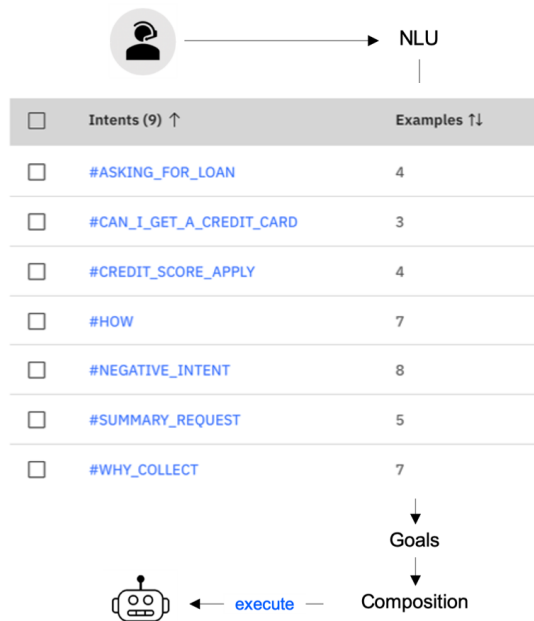 NLU
Intents (9) ↑ Examples ↑↓
#ASKING_FOR_LOAN 4
#CAN_I_GET_A_CREDIT_CARD 3
#CREDIT_SCORE_APPLY 4
#HOW 7
#NEGATIVE_INTENT 8
#SUMMARY_REQUEST 5
#WHY_COLLECT 7
Goals
execute Composition